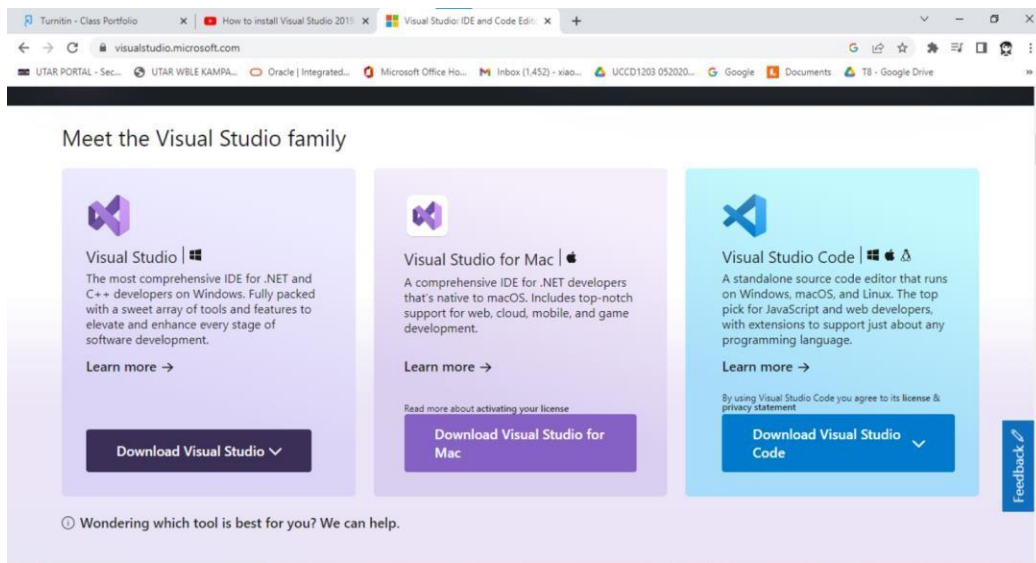 Turnitin - Class Portfolio
How to install Visual Studio 2019
Visual Studio: IDE and Code Edito
visualstudio.microsoft.com
UTAR PORTAL - Sec...
UTAR WBLE KAMPA...
Oracle | Integrated...
Microsoft Office Ho...
Inbox (1,452) - xiao...
UCCD1203 052020...
Google
Documents
T8 - Google Drive
Meet the Visual Studio family
Visual Studio
The most comprehensive IDE for .NET and
C++ developers on Windows. Fully packed
with a sweet array of tools and features to
elevate and enhance every stage of
software development.
Learn more →
Download Visual Studio
Visual Studio for Mac
A comprehensive IDE for .NET developers
that's native to macOS. Includes top-notch
support for web, cloud, mobile, and game
development.
Learn more →
Read more about activating your license
Download Visual Studio for
Mac
Visual Studio Code
A standalone source code editor that runs
on Windows, macOS, and Linux. The top
pick for JavaScript and web developers,
with extensions to support just about any
programming language.
Learn more →
By using Visual Studio Code you agree to its license &
privacy statement
Download Visual Studio
Code
Feedback
Wondering which tool is best for you? We can help.